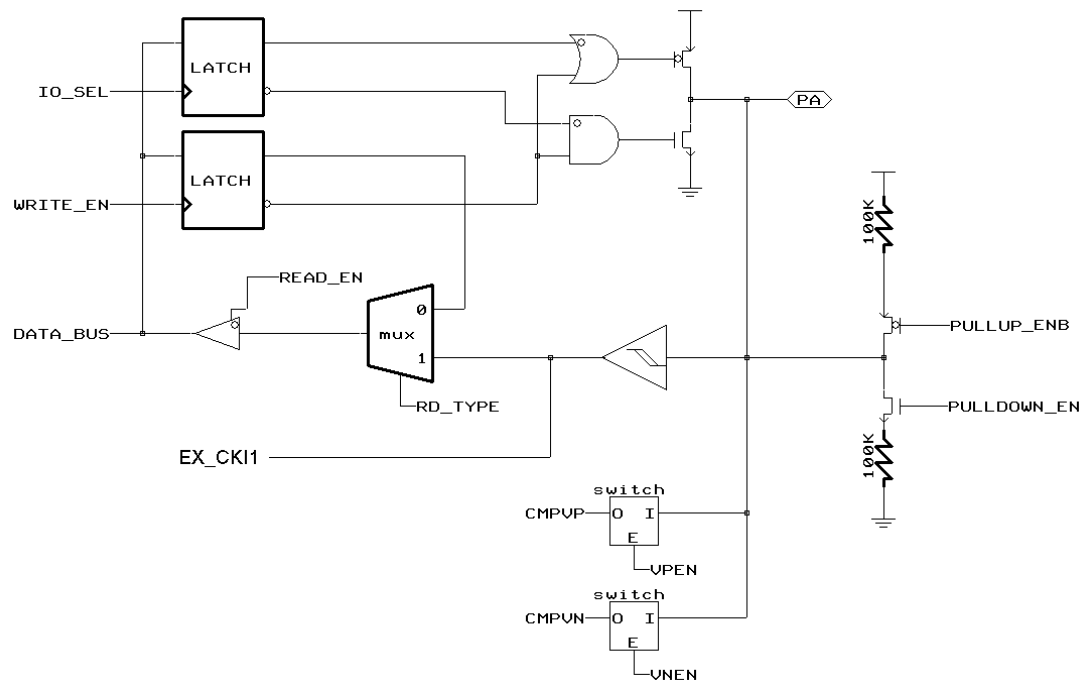 LATCH
IO_SEL
PA
LATCH
WRITE_EN
100K
READ_EN
0
DATA_BUS
mux
PULLUP_ENB
1
RD_TYPE
PULLDOWN_EN
EX_CKI1
100K
switch
CMPVP O I
E
VPEN
switch
CMPVN O I
E
VNEN